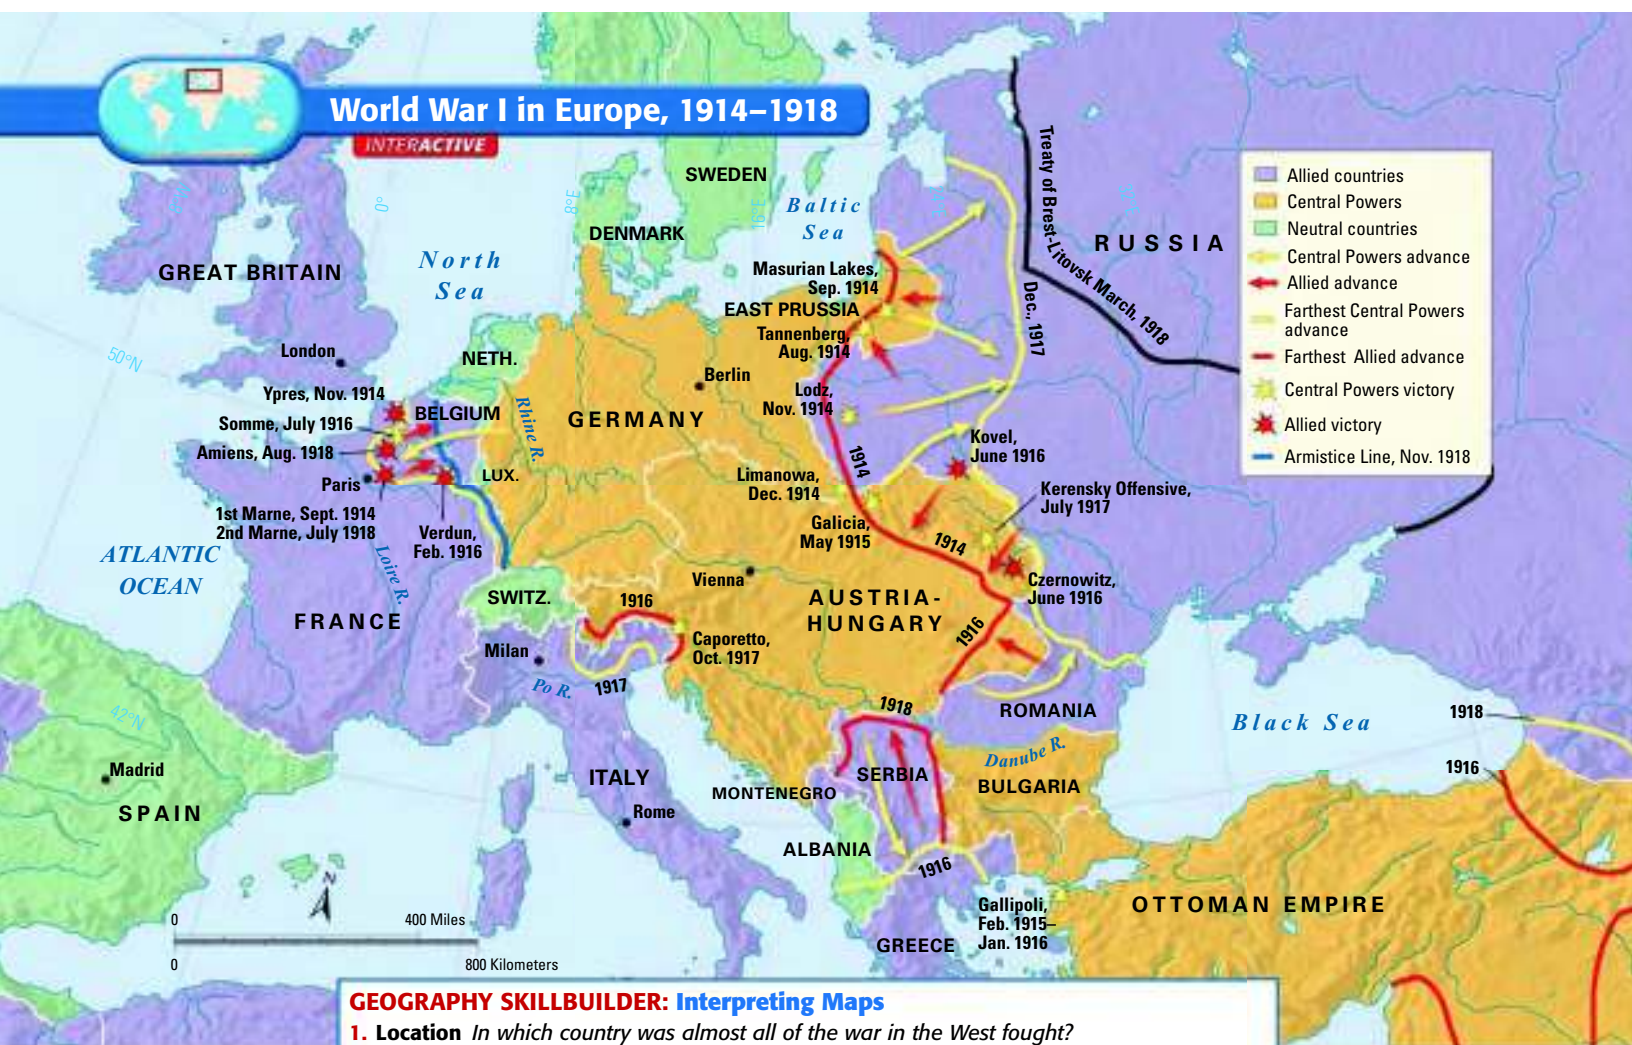 World War I in Europe, 1914–1918
INTERACTIVE
Allied countries
Central Powers
Neutral countries
Central Powers advance
Allied advance
Farthest Central Powers
advance
Farthest Allied advance
Central Powers victory
Allied victory
Armistice Line, Nov. 1918
SWEDEN
DENMARK
Baltic
Sea
North
Sea
GREAT BRITAIN
RUSSIA
Treaty of Brest-Litovsk March, 1918
Dec., 1917
0°
8°E
16°E
50°N
42°N
Masurian Lakes,
Sep. 1914
EAST PRUSSIA
Tannenberg,
Aug. 1914
London
NETH.
Berlin
Lodz,
Nov. 1914
Ypres, Nov. 1914
BELGIUM
Somme, July 1916
Amiens, Aug. 1918
Rhine R.
GERMANY
1914
Kovel,
June 1916
Paris
LUX.
Limanowa,
Dec. 1914
Kerensky Offensive,
July 1917
1st Marne, Sept. 1914
2nd Marne, July 1918
Verdun,
Feb. 1916
Galicia,
May 1915
1914
ATLANTIC
OCEAN
Loire R.
Vienna
Czernowitz,
June 1916
SWITZ.
1916
AUSTRIA-
HUNGARY
1916
FRANCE
Milan
Caporetto,
Oct. 1917
Po R.
1917
1918
ROMANIA
Black Sea
1918
1916
Danube R.
Madrid
SPAIN
ITALY
Rome
MONTENEGRO
SERBIA
BULGARIA
ALBANIA
1916
Gallipoli,
Feb. 1915–
Jan. 1916
OTTOMAN EMPIRE
GREECE
N
0
400 Miles
0
800 Kilometers
GEOGRAPHY SKILLBUILDER: Interpreting Maps
1. Location In which country was almost all of the war in the West fought?